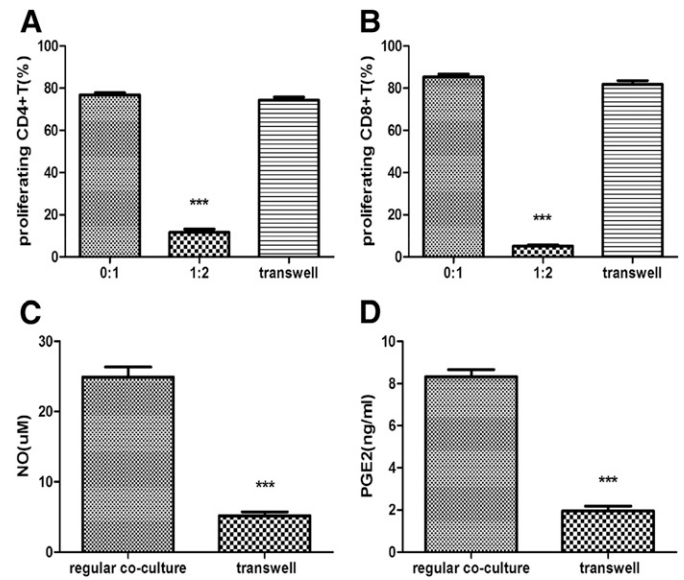 A
proliferating CD4+T(%)
100
80
60
40
20
0
***
0:1 1:2 transwell
B
proliferating CD8+T(%)
100
80
60
40
20
0
***
0:1 1:2 transwell
C
NO(uM)
30
20
10
0
***
regular co-culture transwell
D
PGE2(ng/ml)
10
8
6
4
2
0
***
regular co-culture transwell